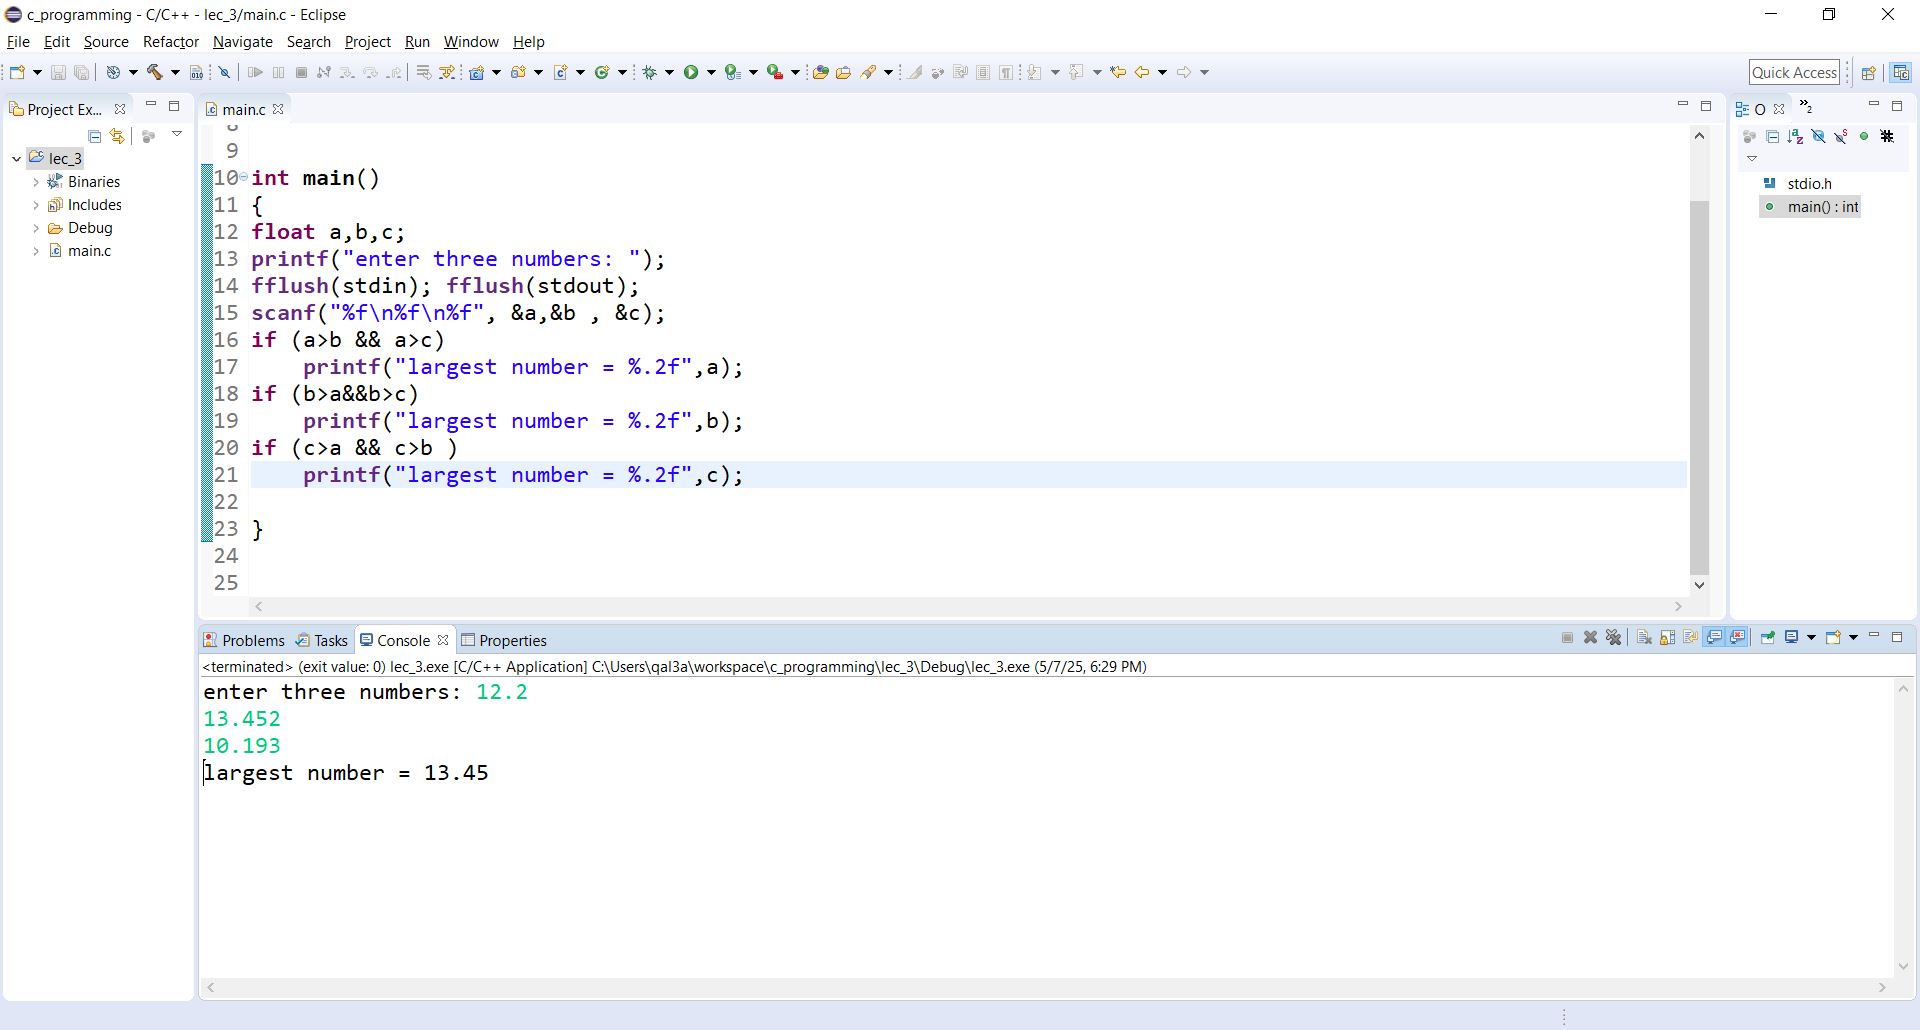 c_programming - C/C++ - lec_3/main.c - Eclipse
File Edit Source Refactor Navigate Search Project Run Window Help
Quick Access
Project Ex...
main.c
O
»2
lec_3
Binaries
Includes
Debug
main.c
stdio.h
main() : int
8
9
10 int main()
11 {
12 float a,b,c;
13 printf("enter three numbers: ");
14 fflush(stdin); fflush(stdout);
15 scanf("%f\n%f\n%f", &a,&b , &c);
16 if (a>b && a>c)
17     printf("largest number = %.2f",a);
18 if (b>a&&b>c)
19     printf("largest number = %.2f",b);
20 if (c>a && c>b )
21     printf("largest number = %.2f",c);
22
23 }
24
25
Problems Tasks Console Properties
<terminated> (exit value: 0) lec_3.exe [C/C++ Application] C:\Users\qal3a\workspace\c_programming\lec_3\Debug\lec_3.exe (5/7/25, 6:29 PM)
enter three numbers: 12.2
13.452
10.193
largest number = 13.45